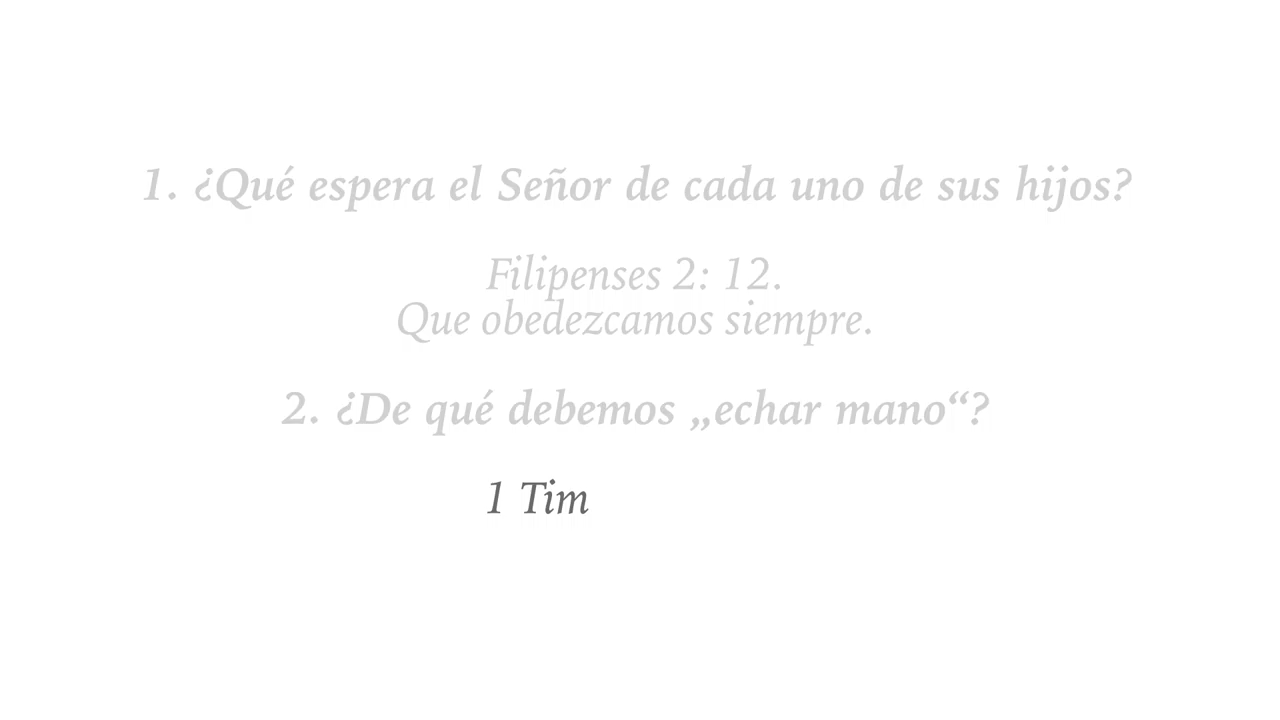 1. ¿Qué espera el Señor de cada uno de sus hijos?
Filipenses 2: 12.
Que obedezcamos siempre.
2. ¿De qué debemos „echar mano“?
1 Tim